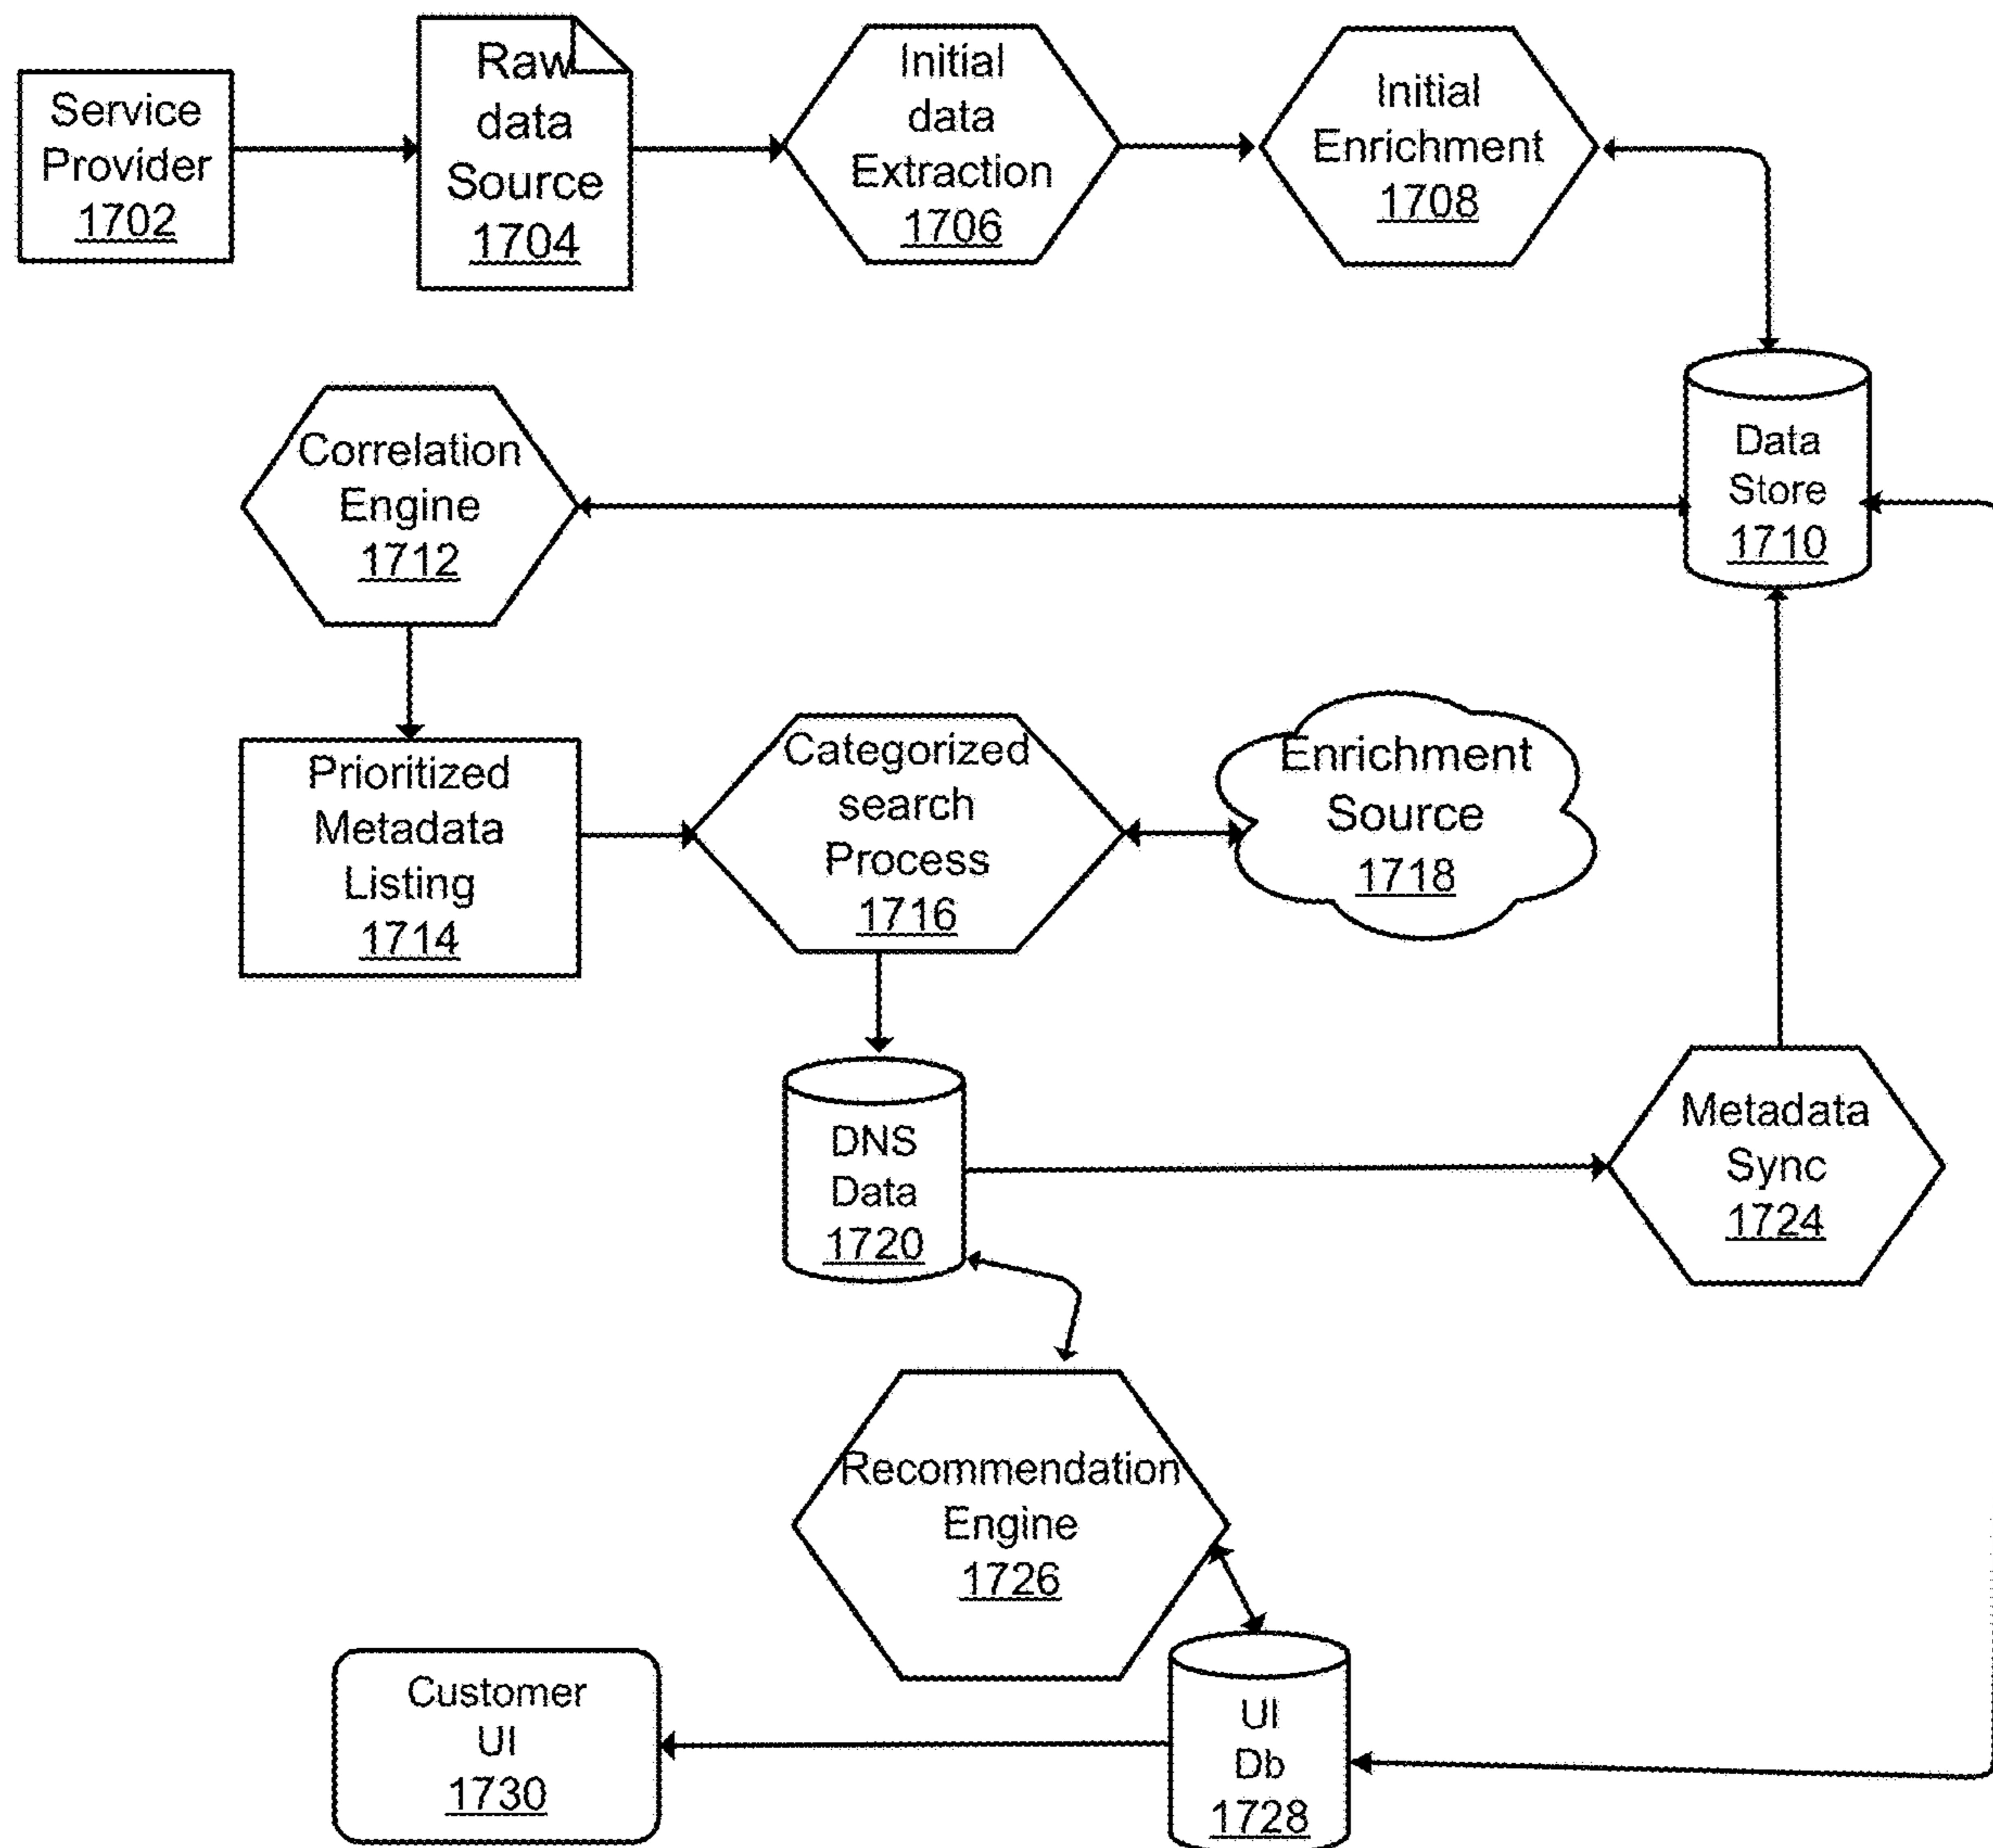 Service
Provider
1702
Raw
data
Source
1704
Initial
data
Extraction
1706
Initial
Enrichment
1708
Data
Store
1710
Correlation
Engine
1712
Prioritized
Metadata
Listing
1714
Categorized
search
Process
1716
Enrichment
Source
1718
DNS
Data
1720
Metadata
Sync
1724
Recommendation
Engine
1726
Customer
UI
1730
UI
Db
1728